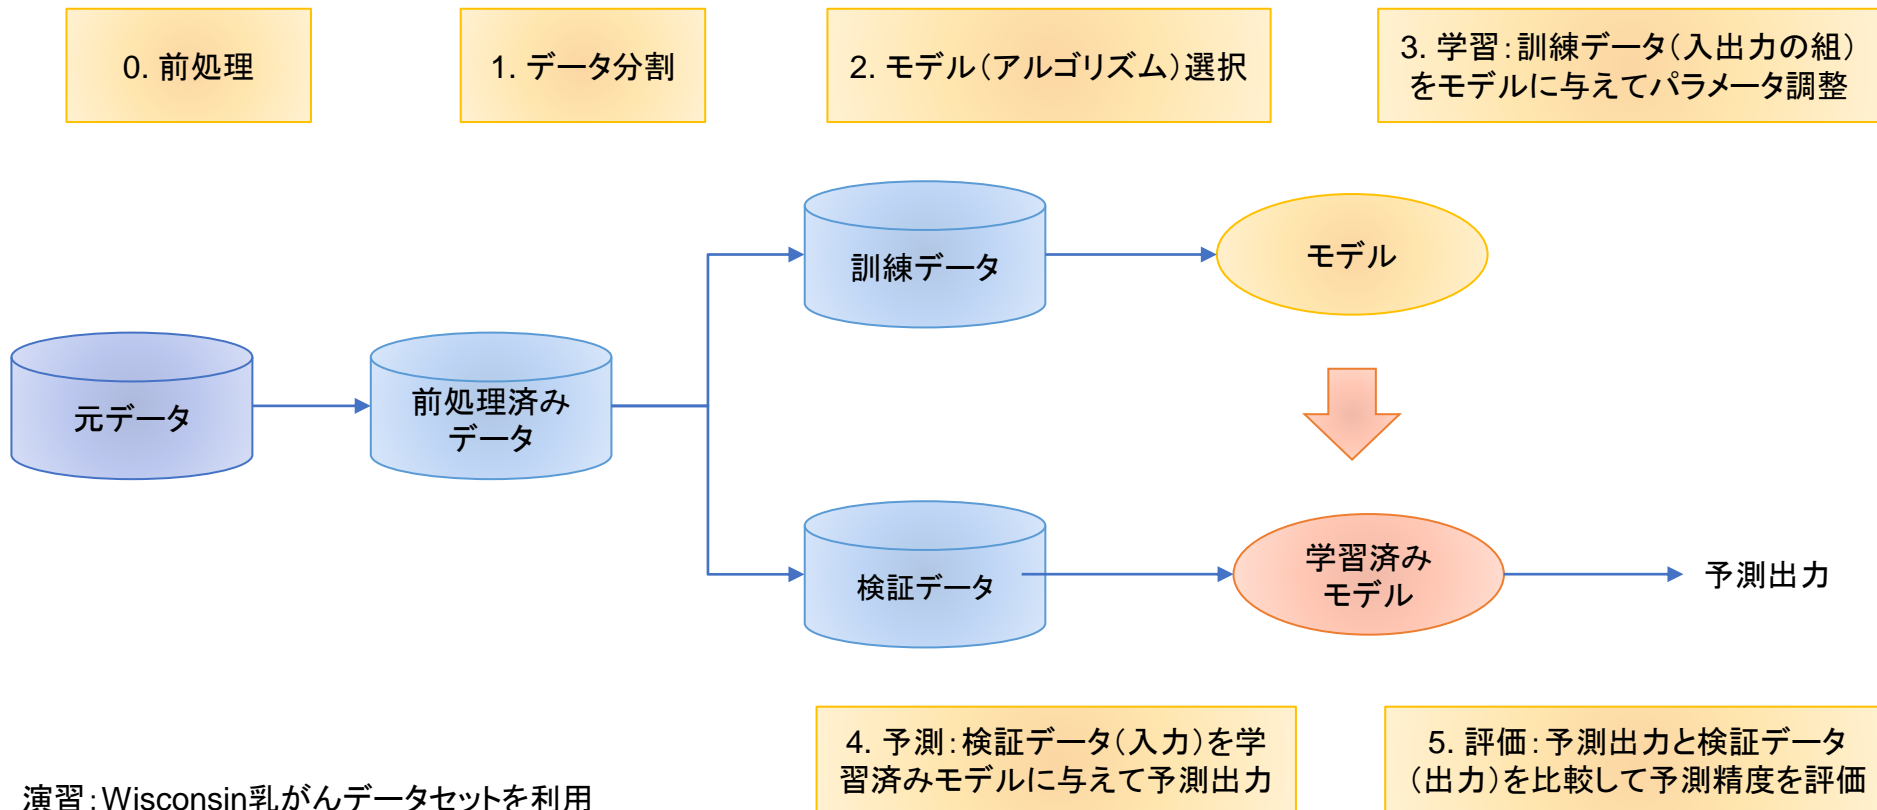 0. 前処理
1. データ分割
2. モデル(アルゴリズム)選択
3. 学習:訓練データ(入出力の組)
をモデルに与えてパラメータ調整
訓練データ
モデル
元データ
前処理済み
データ
検証データ
学習済み
モデル
予測出力
4. 予測:検証データ(入力)を学
習済みモデルに与えて予測出力
5. 評価:予測出力と検証データ
(出力)を比較して予測精度を評価
演習:Wisconsin乳がんデータセットを利用